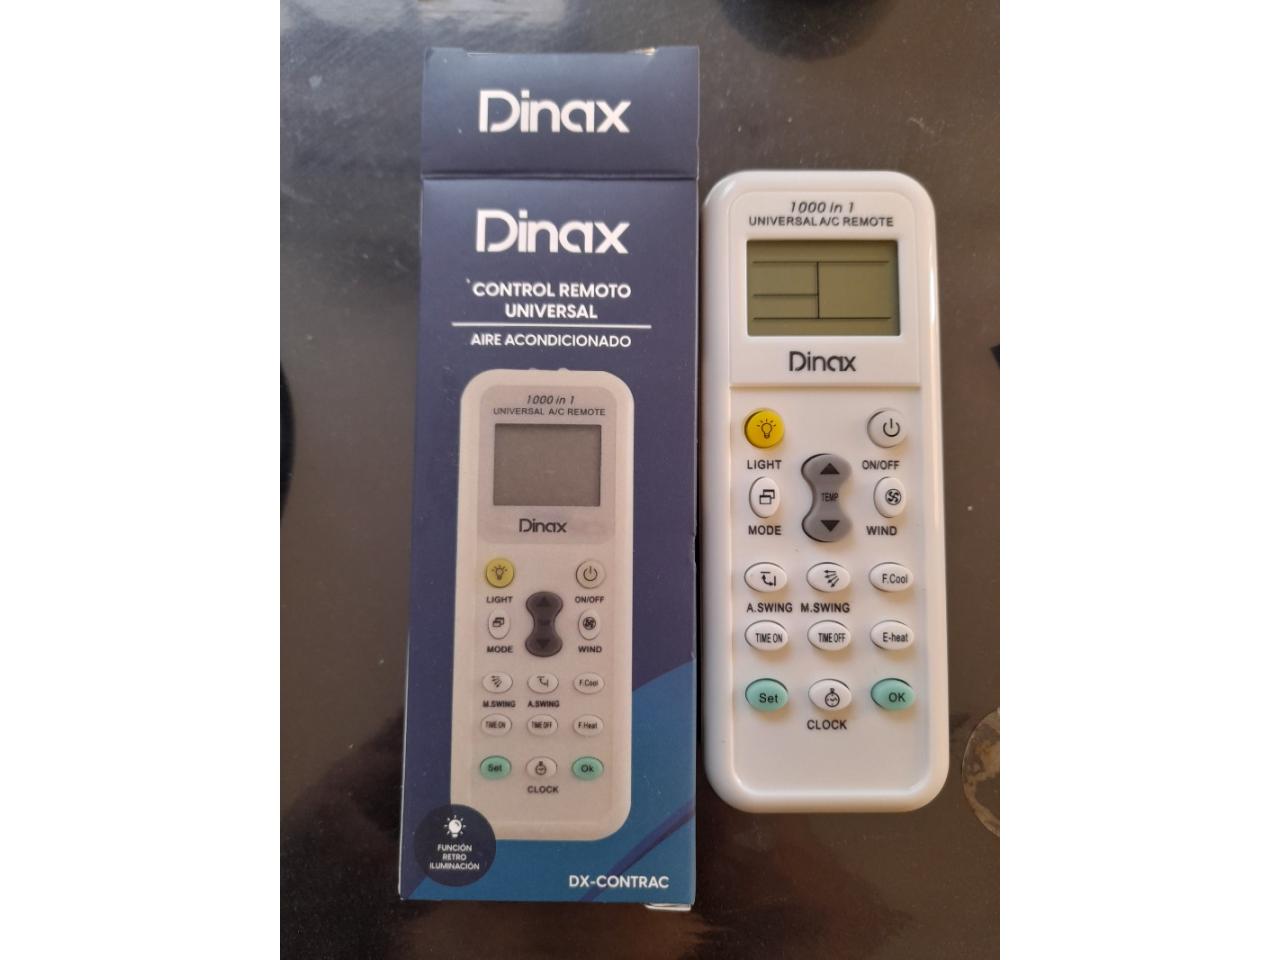 Dinax
Dinax
CONTROL REMOTO
UNIVERSAL
AIRE ACONDICIONADO
1000 in 1
UNIVERSAL A/C REMOTE
Dinax
LIGHT
ON/OFF
TEMP
MODE
WIND
F.Cool
M.SWING A.SWING
TIME ON TIME OFF F.Heat
Set Ok
CLOCK
FUNCIÓN
RETRO
ILUMINACIÓN
DX-CONTRAC
1000 in 1
UNIVERSAL A/C REMOTE
Dinax
LIGHT ON/OFF
TEMP
MODE WIND
F.Cool
A.SWING M.SWING
TIME ON TIME OFF E-heat
Set OK
CLOCK